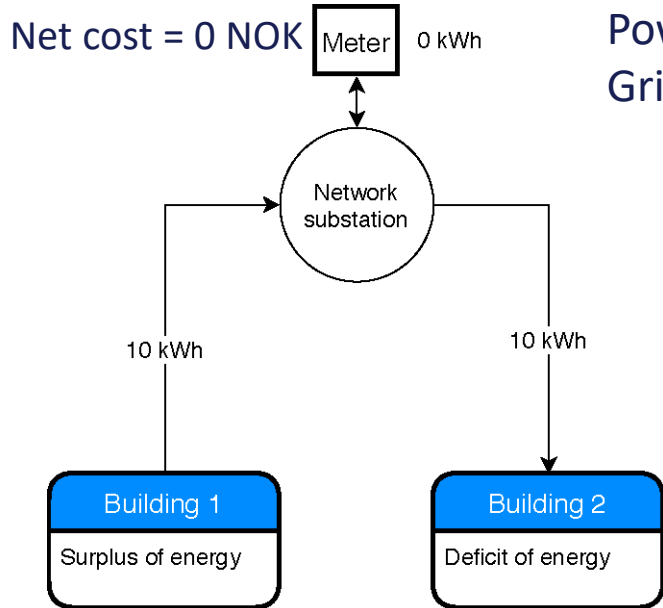 Net cost = 0 NOK
Meter
0 kWh
Network
substation
10 kWh
10 kWh
Building 1
Surplus of energy
Building 2
Deficit of energy